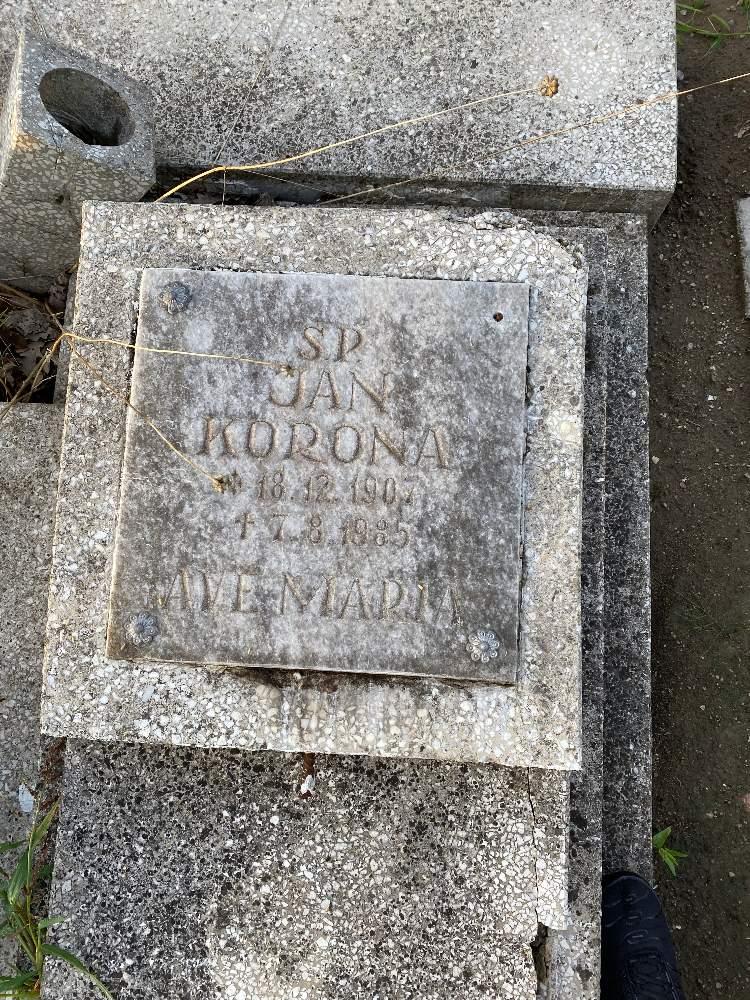 SP.
JAN
KORONA
* 18.12.1907
✝ 7.8.1985
AVE MARIA